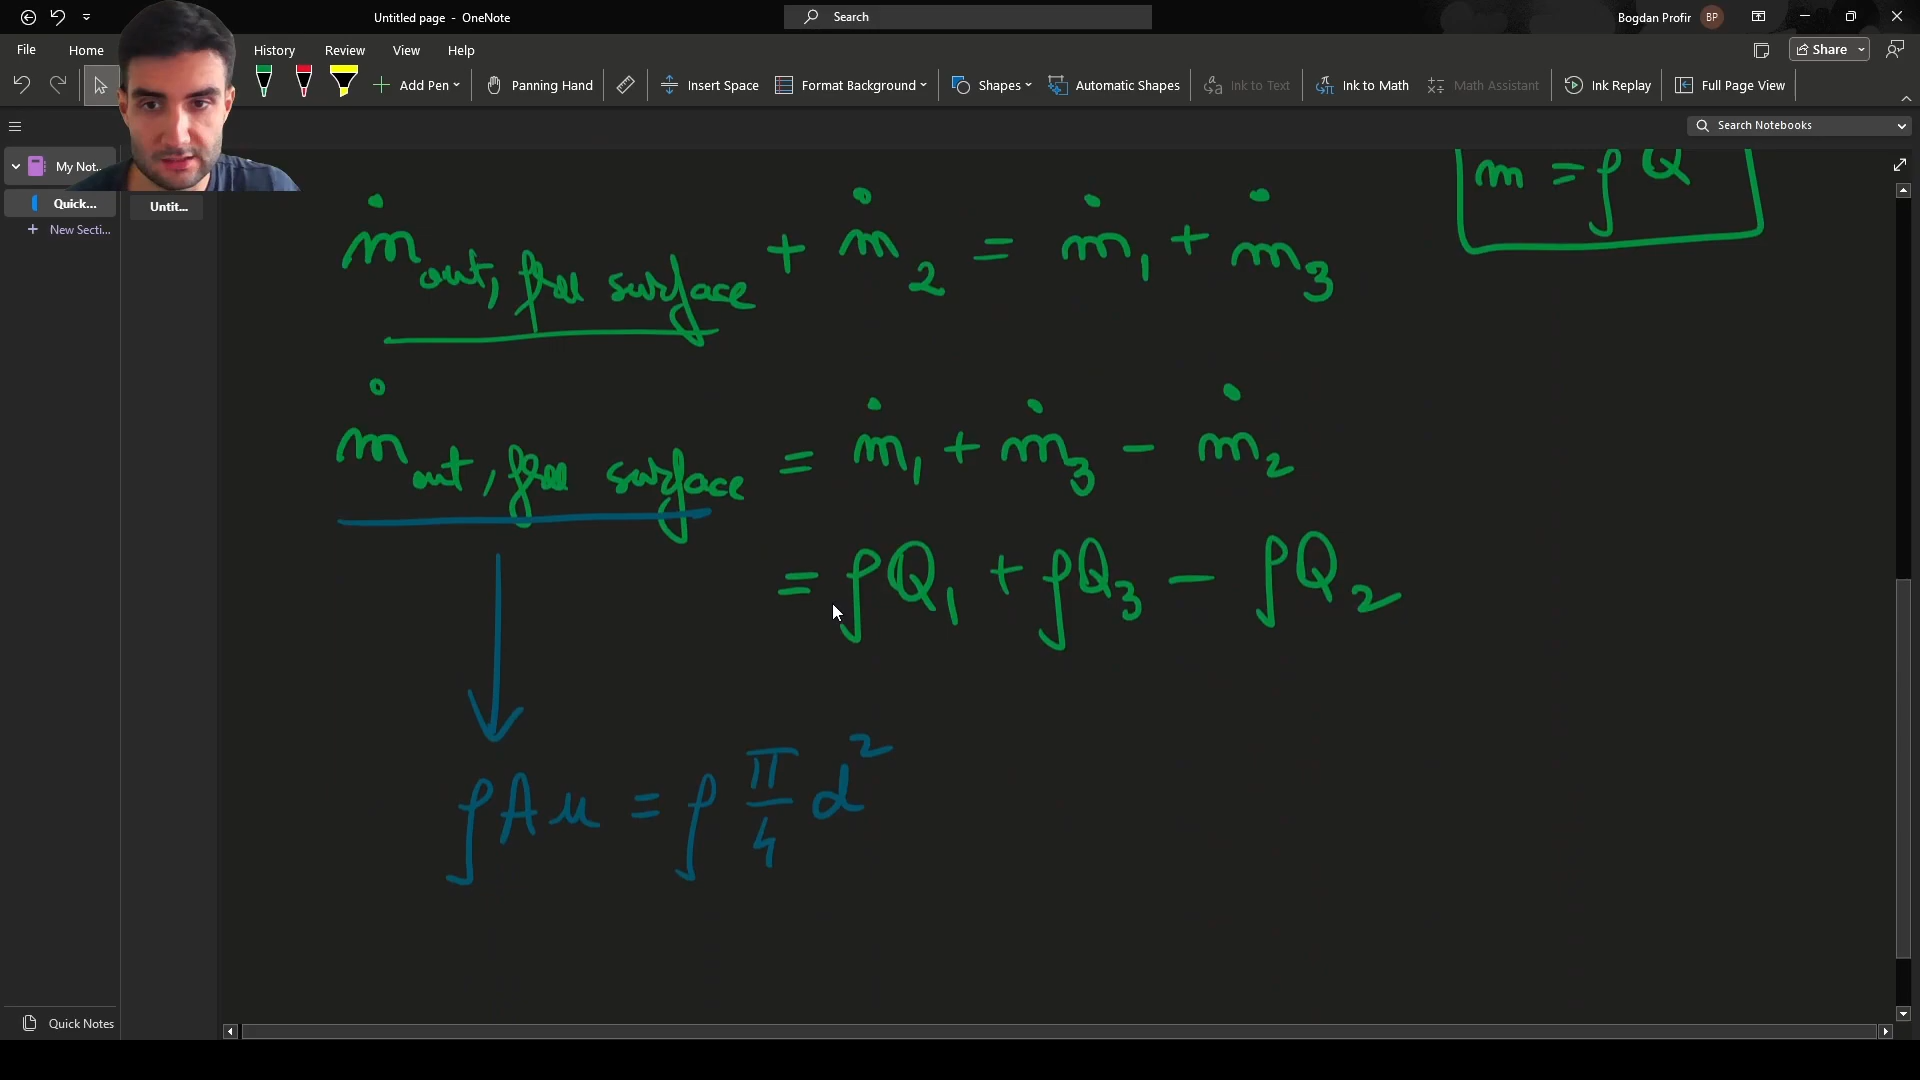 Untitled page - OneNote
Search
Bogdan Profir BP
File Home History Review View Help
Share
Add Pen Panning Hand Insert Space Format Background Shapes Automatic Shapes Ink to Text Ink to Math Math Assistant Ink Replay Full Page View
Search Notebooks
My Not...
Quick...
Untit...
New Secti...
m = ρQ
ṁ out, free surface + ṁ₂ = ṁ₁ + ṁ₃
ṁ out, free surface = ṁ₁ + ṁ₃ - ṁ₂
= ρQ₁ + ρQ₃ - ρQ₂
ρAu = ρ π/4 d²
Quick Notes